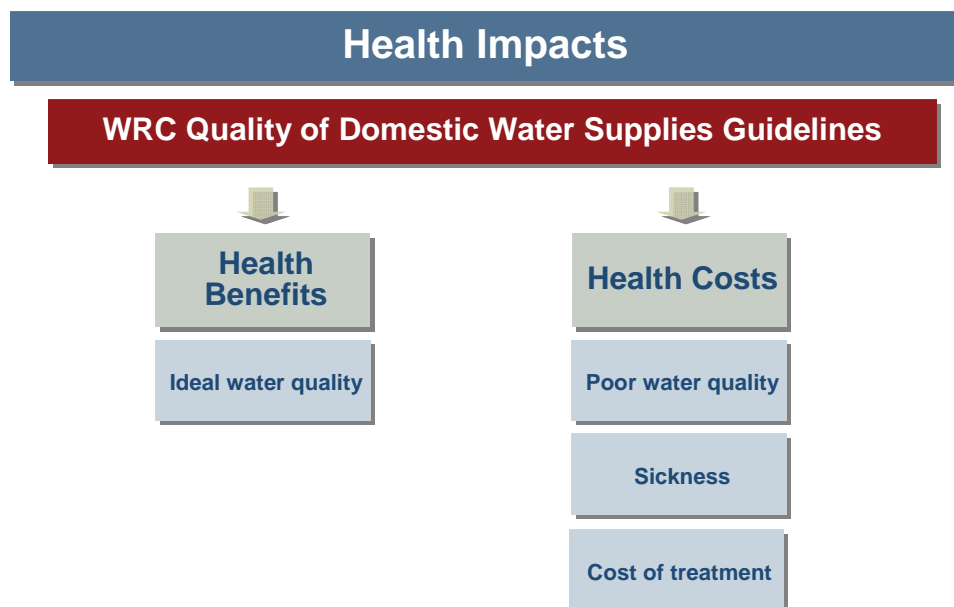 Health Impacts
WRC Quality of Domestic Water Supplies Guidelines
Health
Benefits
Ideal water quality
Health Costs
Poor water quality
Sickness
Cost of treatment